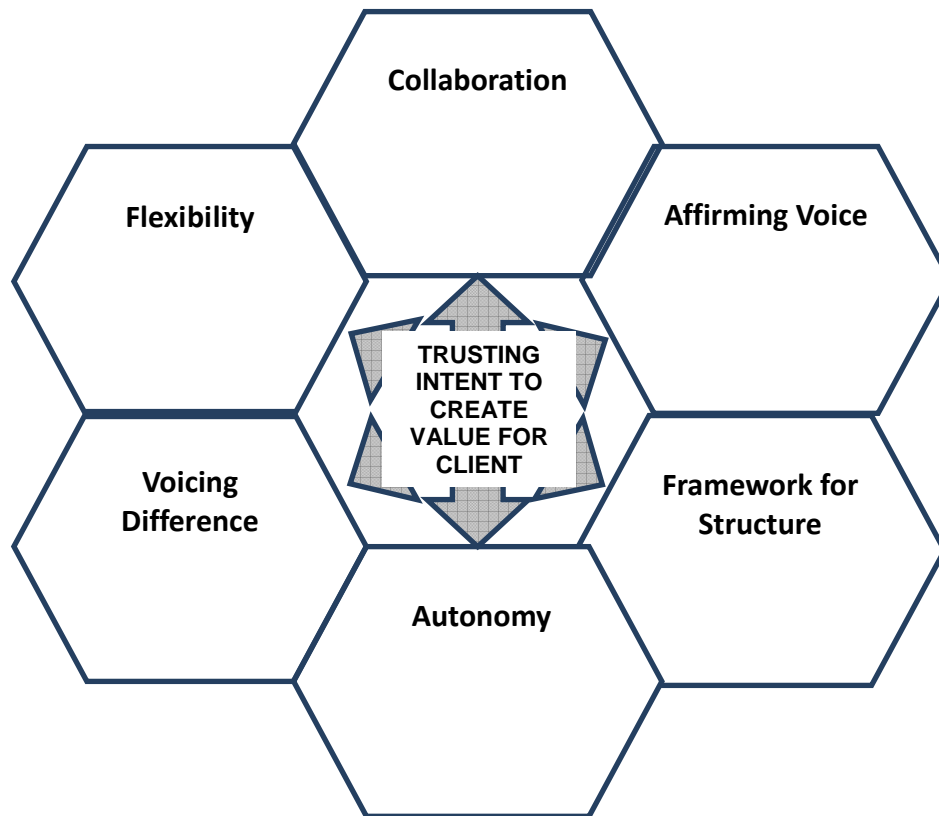 Collaboration
Flexibility
Affirming Voice
TRUSTING
INTENT TO
CREATE
VALUE FOR
CLIENT
Voicing
Difference
Framework for
Structure
Autonomy